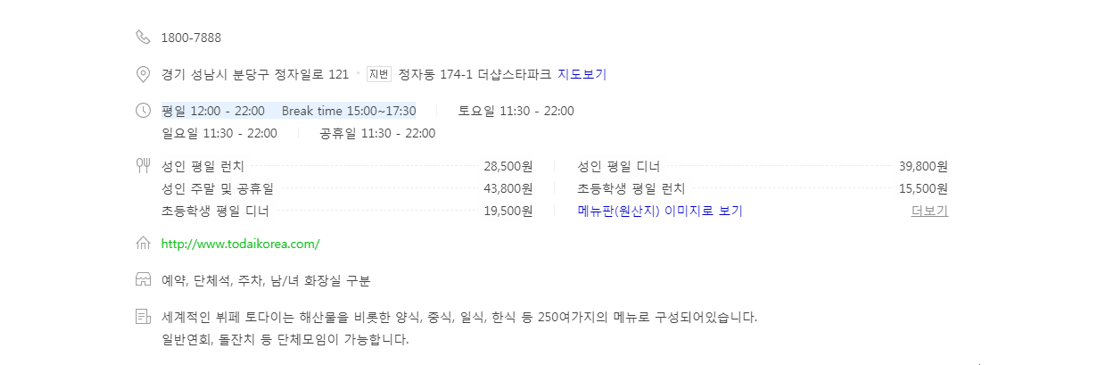 1800-7888
경기 성남시 분당구 정자일로 121 지번 정자동 174-1 더샵스타파크 지도보기
평일 12:00 - 22:00 Break time 15:00~17:30 토요일 11:30 - 22:00
일요일 11:30 - 22:00 공휴일 11:30 - 22:00
성인 평일 런치 28,500원 성인 평일 디너 39,800원
성인 주말 및 공휴일 43,800원 초등학생 평일 런치 15,500원
초등학생 평일 디너 19,500원 메뉴판(원산지) 이미지로 보기 더보기
http://www.todaikorea.com/
예약, 단체석, 주차, 남/녀 화장실 구분
세계적인 뷔페 토다이는 해산물을 비롯한 양식, 중식, 일식, 한식 등 250여가지의 메뉴로 구성되어있습니다.
일반연회, 돌잔치 등 단체모임이 가능합니다.